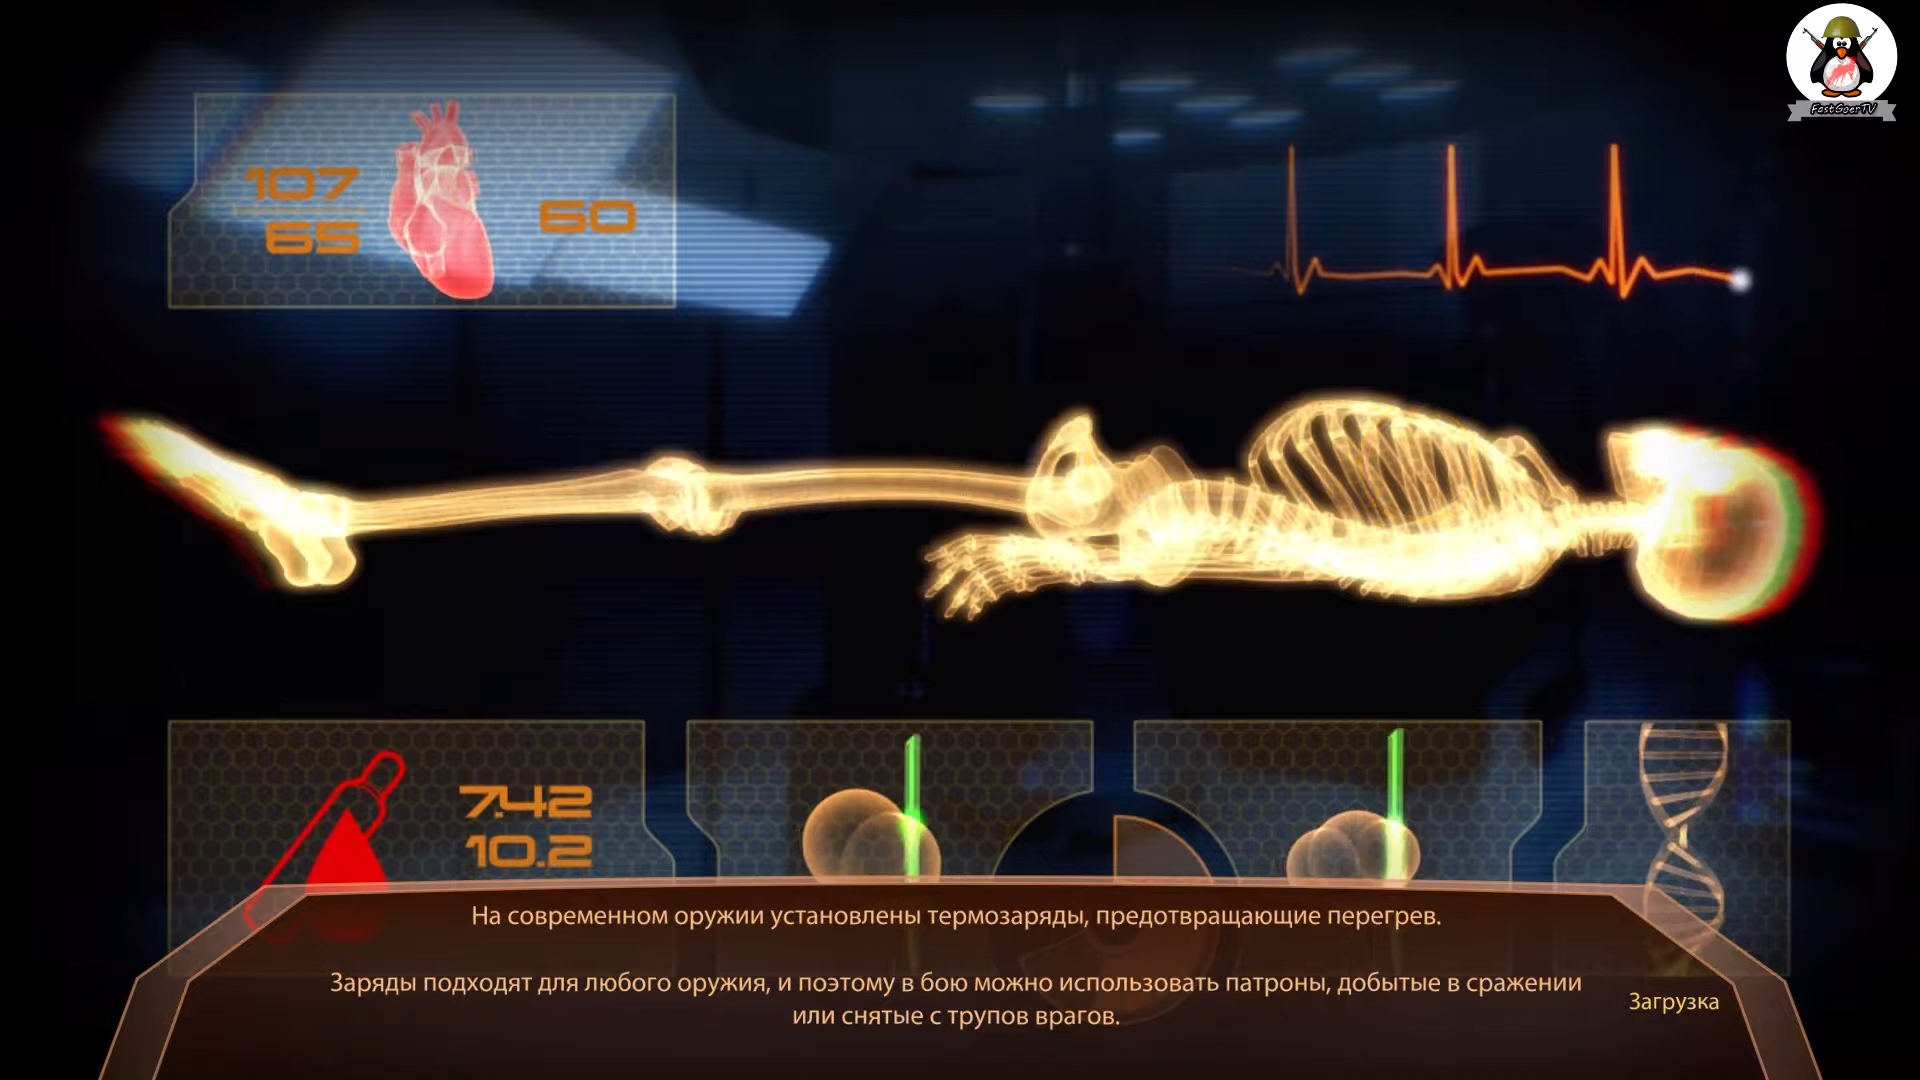 FastGoerTV
107
65
60
7.42
10.2
На современном оружии установлены термозаряды, предотвращающие перегрев.
Заряды подходят для любого оружия, и поэтому в бою можно использовать патроны, добытые в сражении
или снятые с трупов врагов.
Загрузка